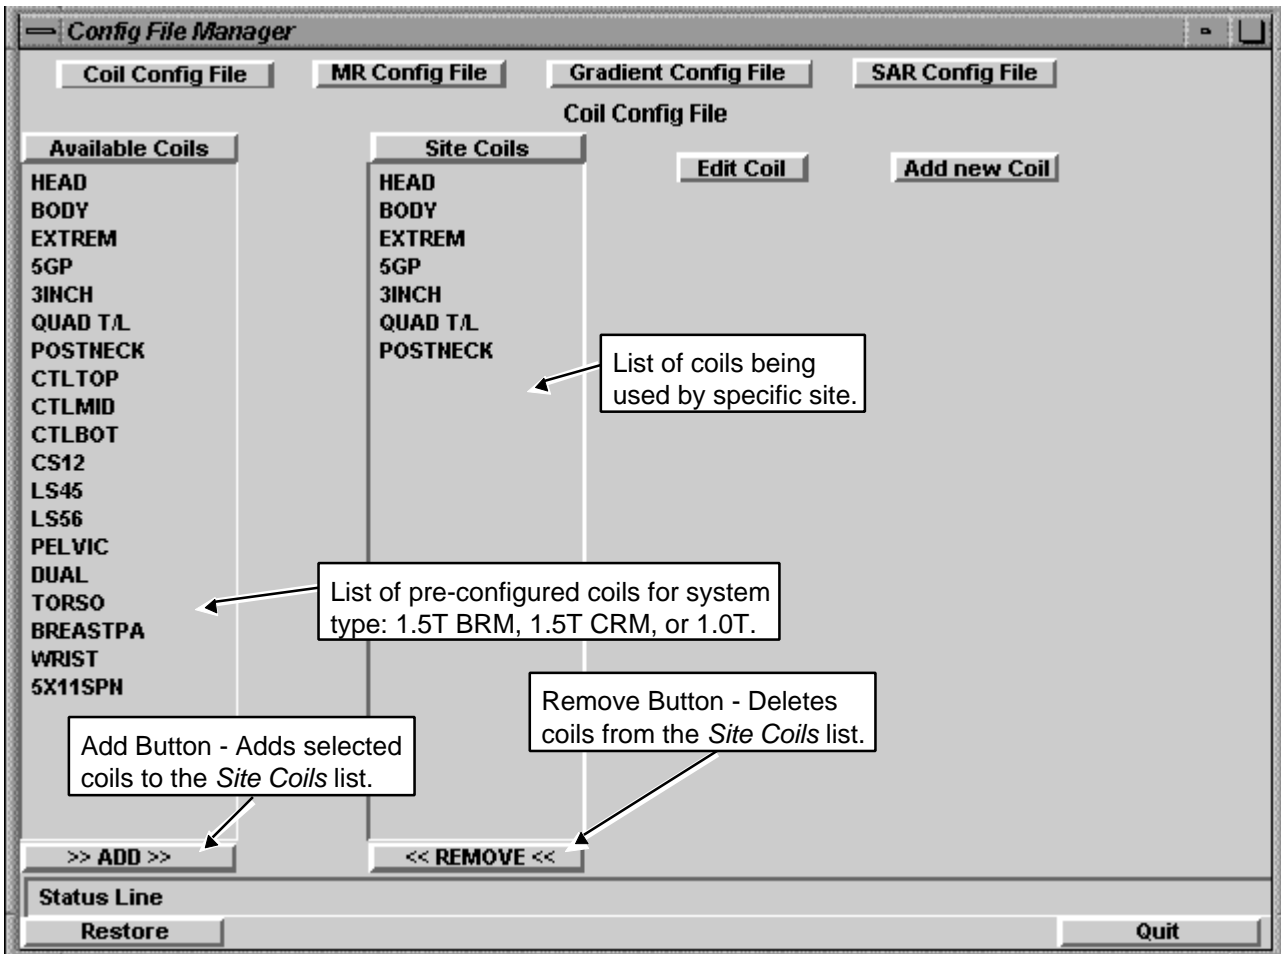 Config File Manager
Coil Config File
MR Config File
Gradient Config File
SAR Config File
Coil Config File
Available Coils
HEAD
BODY
EXTREM
5GP
3INCH
QUAD T/L
POSTNECK
CTLTOP
CTLMID
CTLBOT
CS12
LS45
LS56
PELVIC
DUAL
TORSO
BREASTPA
WRIST
5X11SPN
Site Coils
HEAD
BODY
EXTREM
5GP
3INCH
QUAD T/L
POSTNECK
Edit Coil
Add new Coil
List of coils being
used by specific site.
List of pre-configured coils for system
type: 1.5T BRM, 1.5T CRM, or 1.0T.
Remove Button - Deletes
coils from the Site Coils list.
Add Button - Adds selected
coils to the Site Coils list.
>> ADD >>
<< REMOVE <<
Status Line
Restore
Quit